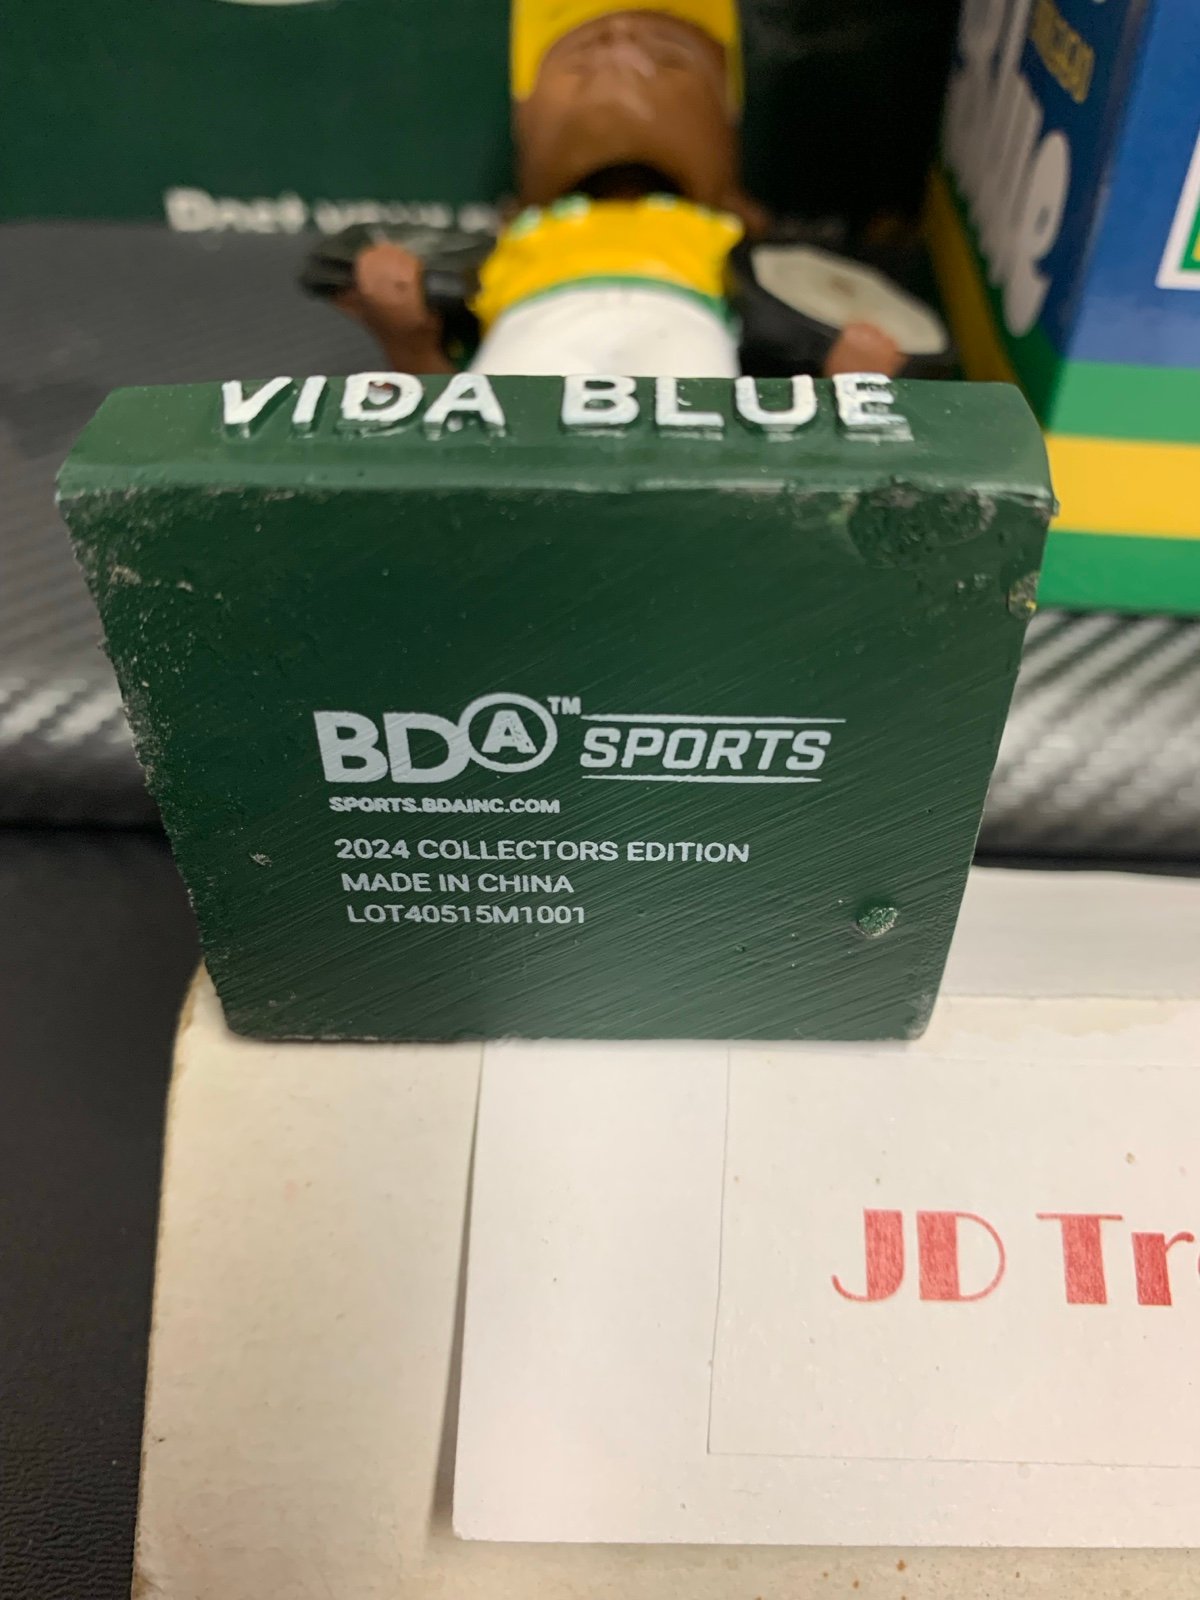 VIDA BLUE
BDA™ SPORTS
SPORTS.BDAINC.COM
2024 COLLECTORS EDITION
MADE IN CHINA
LOT40515M1001
JD Tr